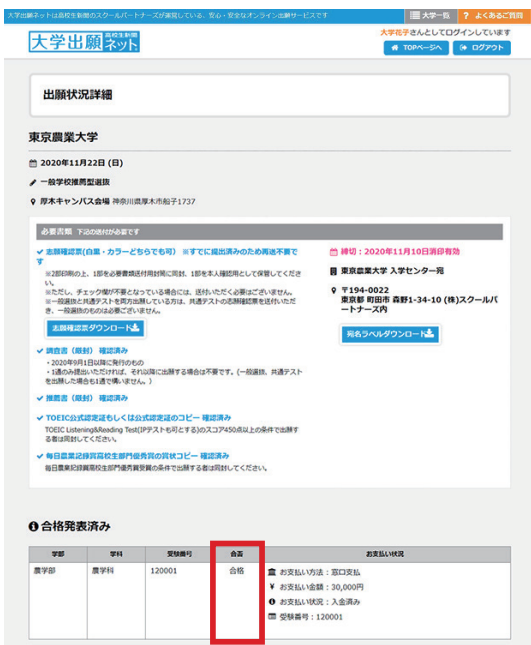 大学出願ネットは高校生新聞のスクールパートナーズが運営している、安心・安全なオンライン出願サービスです
大学一覧
? よくあるご質問
大学出願ネット
高校生新聞
大学花子さんとしてログインしています
TOPページへ
ログアウト
出願状況詳細
東京農業大学
2020年11月22日 (日)
一般学校推薦型選抜
厚木キャンパス会場 神奈川県厚木市船子1737
必要書類 下記の送付が必要です
志願確認票(白黒・カラーどちらでも可) ※すでに提出済みのため再送不要です
※2部印刷の上、1部を必要書類送付用封筒に同封、1部を本人確認用として保管してください。
※ただし、チェック欄が不要となっている場合には、送付いただく必要はございません。
※一般選抜と共通テストを両方出願している方は、共通テストの志願確認票を送付いただき、一般選抜のものは必要ございません。
志願確認票ダウンロード
調査書(厳封) 確認済み
・2020年9月1日以降に発行のもの
・1通のみ提出いただければ、それ以降に出願する場合は不要です。(一般選抜、共通テストを出願した場合も1通で構いません。)
推薦書(厳封) 確認済み
TOEIC公式認定証もしくは公式認定証のコピー 確認済み
TOEIC Listening&Reading Test(IPテストも可とする)のスコア450点以上の条件で出願する者は同封してください。
毎日農業記録賞高校生部門優秀賞の賞状コピー 確認済み
毎日農業記録賞高校生部門優秀賞受賞の条件で出願する者は同封してください。
締切:2020年11月10日消印有効
東京農業大学 入学センター宛
〒194-0022
東京都 町田市 森野1-34-10 (株)スクールパートナーズ内
宛名ラベルダウンロード
合格発表済み
学部 学科 受験番号 合否 お支払い状況
農学部 農学科 120001 合格
お支払い方法:窓口支払
¥ お支払い金額:30,000円
お支払い状況:入金済み
受験番号:120001